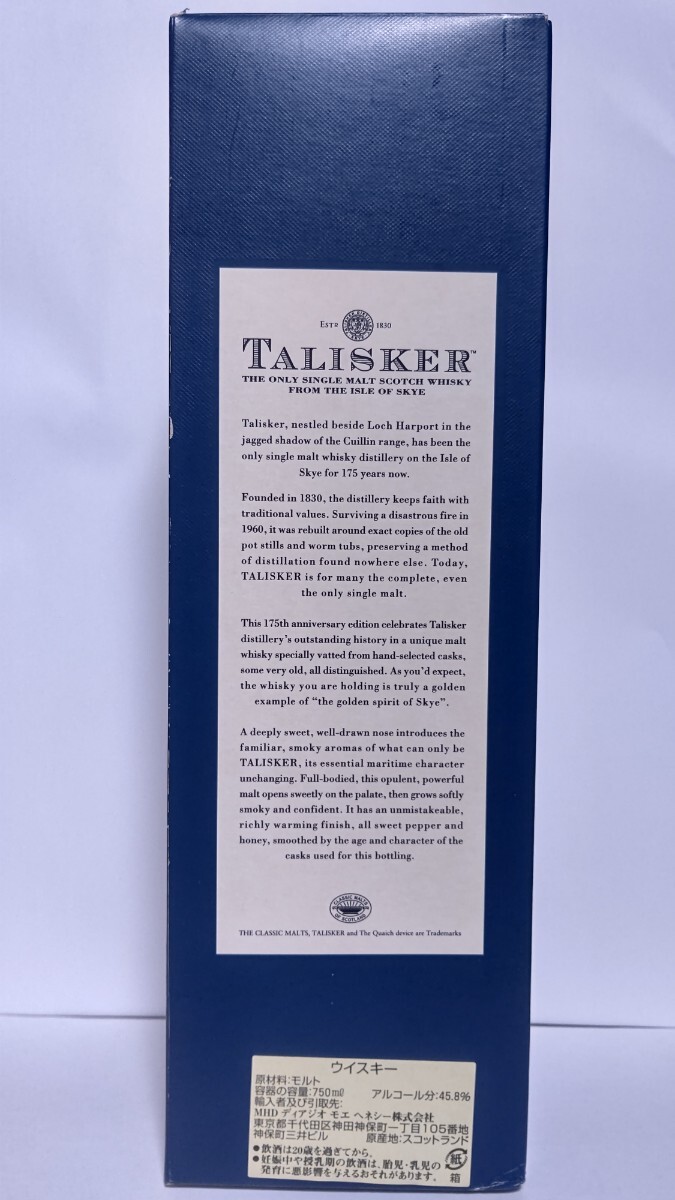 ESTD 1830
TALISKER™
THE ONLY SINGLE MALT SCOTCH WHISKY
FROM THE ISLE OF SKYE
Talisker, nestled beside Loch Harport in the
jagged shadow of the Cuillin range, has been the
only single malt whisky distillery on the Isle of
Skye for 175 years now.
Founded in 1830, the distillery keeps faith with
traditional values. Surviving a disastrous fire in
1960, it was rebuilt around exact copies of the old
pot stills and worm tubs, preserving a method
of distillation found nowhere else. Today,
TALISKER is for many the complete, even
the only single malt.
This 175th anniversary edition celebrates Talisker
distillery's outstanding history in a unique malt
whisky specially vatted from hand-selected casks,
some very old, all distinguished. As you'd expect,
the whisky you are holding is truly a golden
example of “the golden spirit of Skye”.
A deeply sweet, well-drawn nose introduces the
familiar, smoky aromas of what can only be
TALISKER, its essential maritime character
unchanging. Full-bodied, this opulent, powerful
malt opens sweetly on the palate, then grows softly
smoky and confident. It has an unmistakeable,
richly warming finish, all sweet pepper and
honey, smoothed by the age and character of the
casks used for this bottling.
CLASSIC MALTS
OF SCOTLAND
THE CLASSIC MALTS, TALISKER and The Quaich device are Trademarks
ウイスキー
原材料:モルト
容器の容量:750㎖ アルコール分:45.8%
輸入者及び引取先:
MHD ディアジオ モエ ヘネシー株式会社
東京都千代田区神田神保町一丁目105番地
神保町三井ビル 原産地:スコットランド
●飲酒は20歳を過ぎてから。
●妊娠中や授乳期の飲酒は、胎児・乳児の
発育に悪影響を与えるおそれがあります
紙
箱